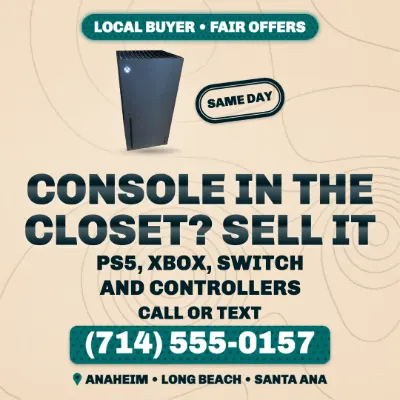 LOCAL BUYER • FAIR OFFERS
SAME DAY
CONSOLE IN THE
CLOSET? SELL IT
PS5, XBOX, SWITCH
AND CONTROLLERS
CALL OR TEXT
(714) 555-0157
ANAHEIM • LONG BEACH • SANTA ANA